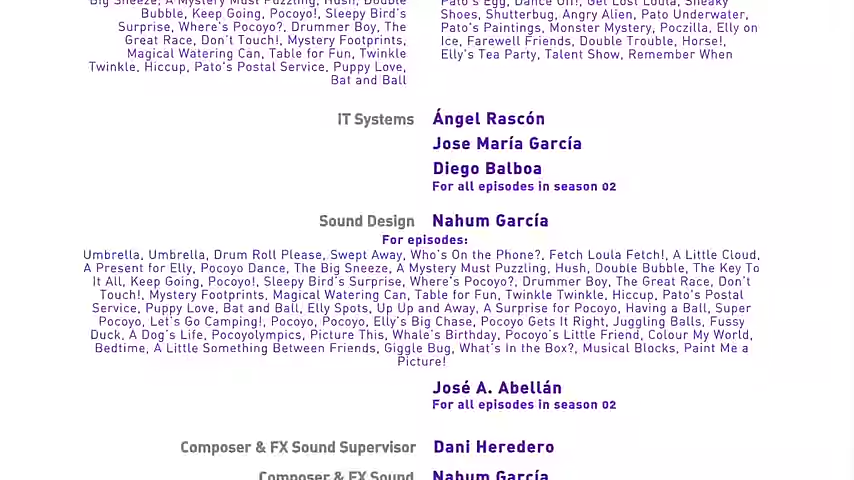 Big Sneeze, A Mystery Must Puzzling, Hush, Double
Bubble, Keep Going, Pocoyo!, Sleepy Bird's
Surprise, Where's Pocoyo?, Drummer Boy, The
Great Race, Don't Touch!, Mystery Footprints,
Magical Watering Can, Table for Fun, Twinkle
Twinkle, Hiccup, Pato's Postal Service, Puppy Love,
Bat and Ball
Pato's Egg, Dance Off!, Get Lost Loula, Sneaky
Shoes, Shutterbug, Angry Alien, Pato Underwater,
Pato's Paintings, Monster Mystery, Poczilla, Elly on
Ice, Farewell Friends, Double Trouble, Horse!,
Elly's Tea Party, Talent Show, Remember When
IT Systems Ángel Rascón
Jose María García
Diego Balboa
For all episodes in season 02
Sound Design Nahum García
For episodes:
Umbrella, Umbrella, Drum Roll Please, Swept Away, Who's On the Phone?, Fetch Loula Fetch!, A Little Cloud,
A Present for Elly, Pocoyo Dance, The Big Sneeze, A Mystery Must Puzzling, Hush, Double Bubble, The Key To
It All, Keep Going, Pocoyo!, Sleepy Bird's Surprise, Where's Pocoyo?, Drummer Boy, The Great Race, Don't
Touch!, Mystery Footprints, Magical Watering Can, Table for Fun, Twinkle Twinkle, Hiccup, Pato's Postal
Service, Puppy Love, Bat and Ball, Elly Spots, Up Up and Away, A Surprise for Pocoyo, Having a Ball, Super
Pocoyo, Let's Go Camping!, Pocoyo, Pocoyo, Elly's Big Chase, Pocoyo Gets It Right, Juggling Balls, Fussy
Duck, A Dog's Life, Pocoyolympics, Picture This, Whale's Birthday, Pocoyo's Little Friend, Colour My World,
Bedtime, A Little Something Between Friends, Giggle Bug, What's In the Box?, Musical Blocks, Paint Me a
Picture!
José A. Abellán
For all episodes in season 02
Composer & FX Sound Supervisor Dani Heredero
Composer & FX Sound Nahum García